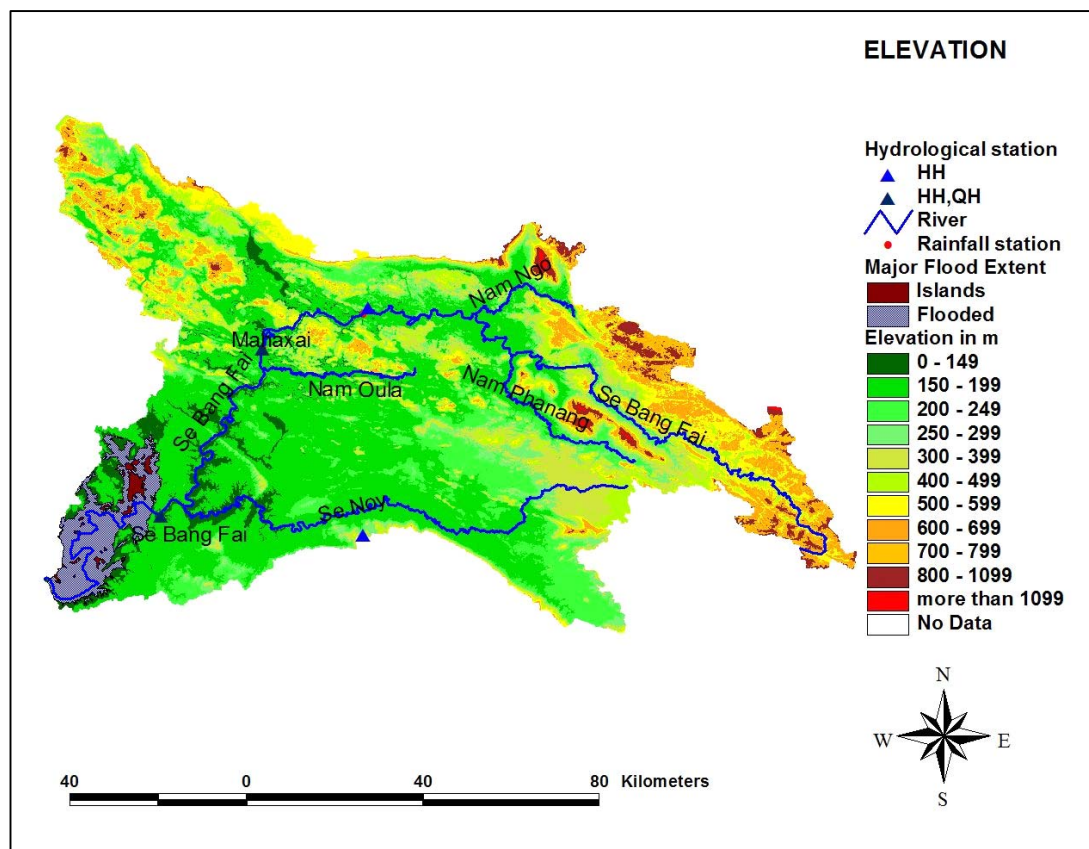 ELEVATION
Hydrological station
HH
HH,QH
River
Rainfall station
Major Flood Extent
Islands
Flooded
Elevation in m
0 - 149
150 - 199
200 - 249
250 - 299
300 - 399
400 - 499
500 - 599
600 - 699
700 - 799
800 - 1099
more than 1099
No Data
Nam Ngo
Mahaxai
Se Bang Fai
Nam Oula
Nam Phanang
Se Bang Fai
Se Noy
Se Bang Fai
N
W E
S
40 0 40 80 Kilometers